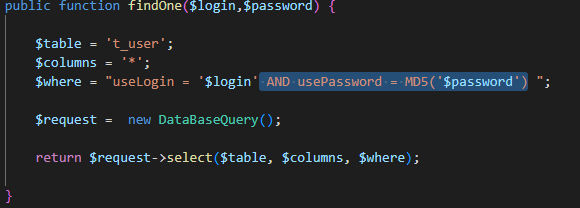 public function findOne($login,$password) {
$table = 't_user';
$columns = '*';
$where = "useLogin = '$login' AND usePassword = MD5('$password') ";
$request =  new DataBaseQuery();
return $request->select($table, $columns, $where);
}